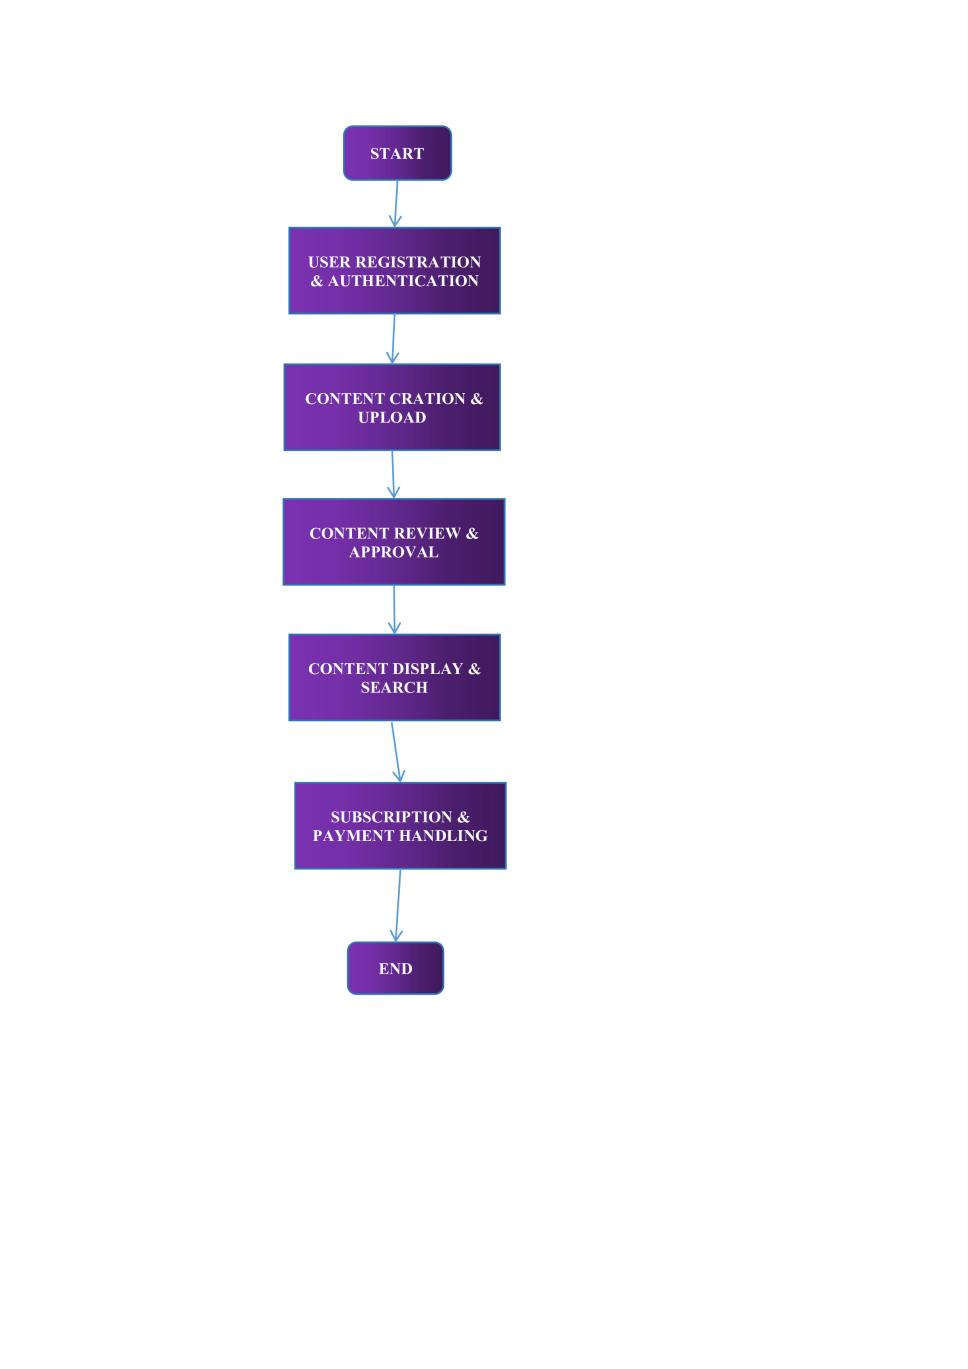 START
USER REGISTRATION
& AUTHENTICATION
CONTENT CRATION &
UPLOAD
CONTENT REVIEW &
APPROVAL
CONTENT DISPLAY &
SEARCH
SUBSCRIPTION &
PAYMENT HANDLING
END